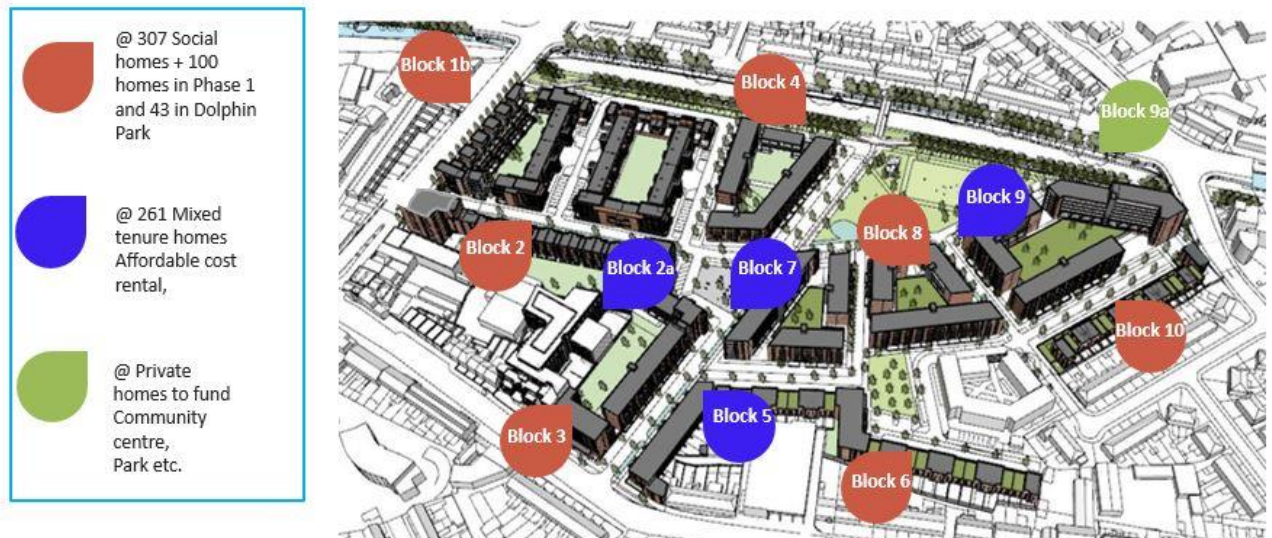 @ 307 Social
homes + 100
homes in Phase 1
and 43 in Dolphin
Park
@ 261 Mixed
tenure homes
Affordable cost
rental,
@ Private
homes to fund
Community
centre,
Park etc.
Block 1b
Block 4
Block 9a
Block 9
Block 8
Block 2
Block 2a
Block 7
Block 10
Block 5
Block 3
Block 6